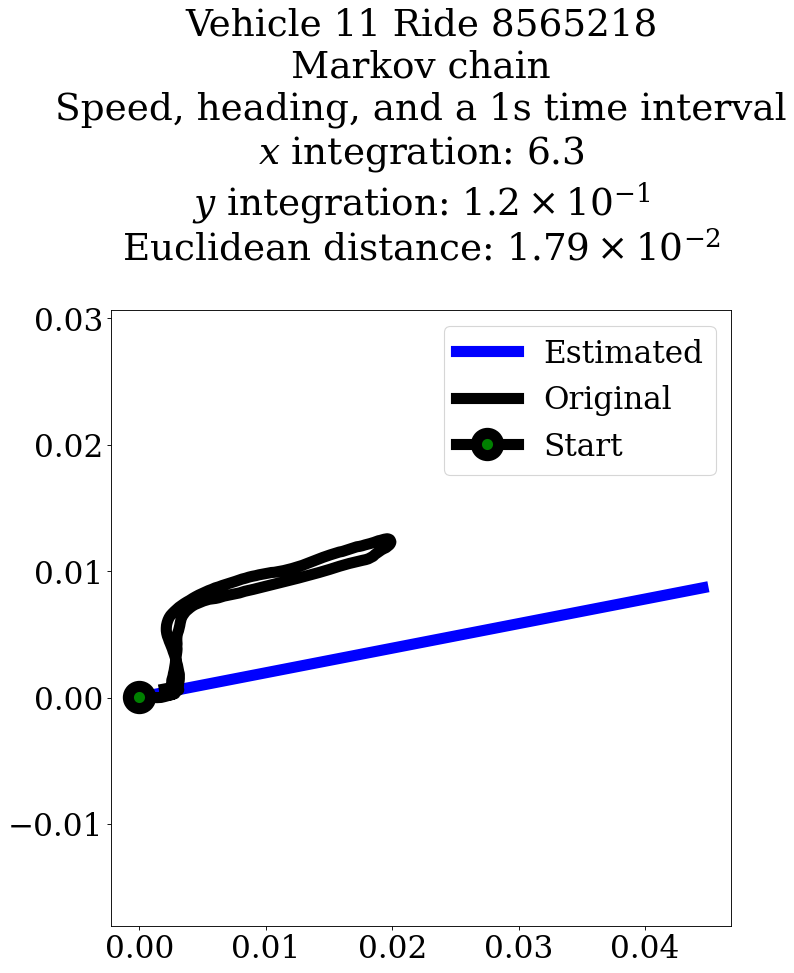 Vehicle 11 Ride 8565218
Markov chain
Speed, heading, and a 1s time interval
x integration: 6.3
y integration: 1.2 × 10⁻¹
Euclidean distance: 1.79 × 10⁻²
0.03
0.02
0.01
0.00
−0.01
Estimated
Original
Start
0.00 0.01 0.02 0.03 0.04